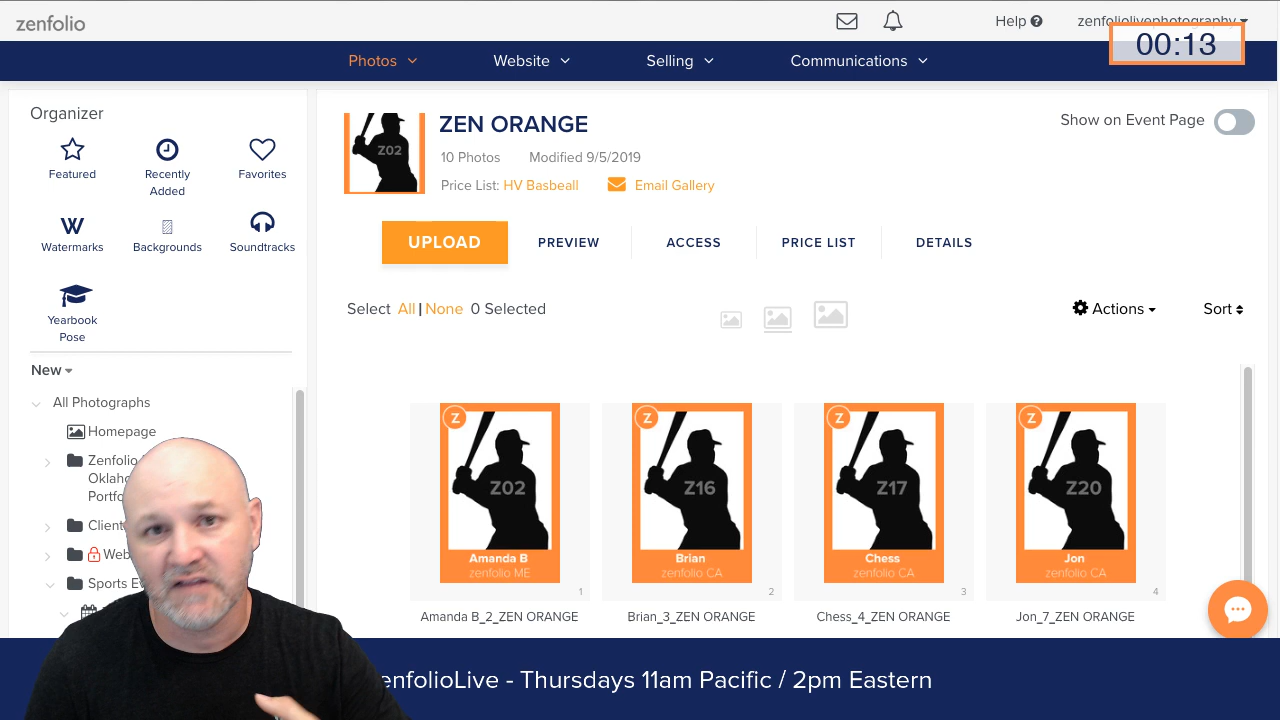 zenfolio
Help
zenfoliolivephotography
00:13
Photos
Website
Selling
Communications
Organizer
Featured
Recently
Added
Favorites
Watermarks
Backgrounds
Soundtracks
Yearbook
Pose
New
All Photographs
Homepage
Zenfolio
Oklaho
Portfo
Client
Web
Sports E
Z02
ZEN ORANGE
10 Photos Modified 9/5/2019
Price List: HV Basbeall Email Gallery
Show on Event Page
UPLOAD
PREVIEW
ACCESS
PRICE LIST
DETAILS
Select All | None 0 Selected
Actions
Sort
Z
Z02
Amanda B
zenfolio ME
1
Amanda B_2_ZEN ORANGE
Z
Z16
Brian
zenfolio CA
2
Brian_3_ZEN ORANGE
Z
Z17
Chess
zenfolio CA
3
Chess_4_ZEN ORANGE
Z
Z20
Jon
zenfolio CA
4
Jon_7_ZEN ORANGE
enfolioLive - Thursdays 11am Pacific / 2pm Eastern